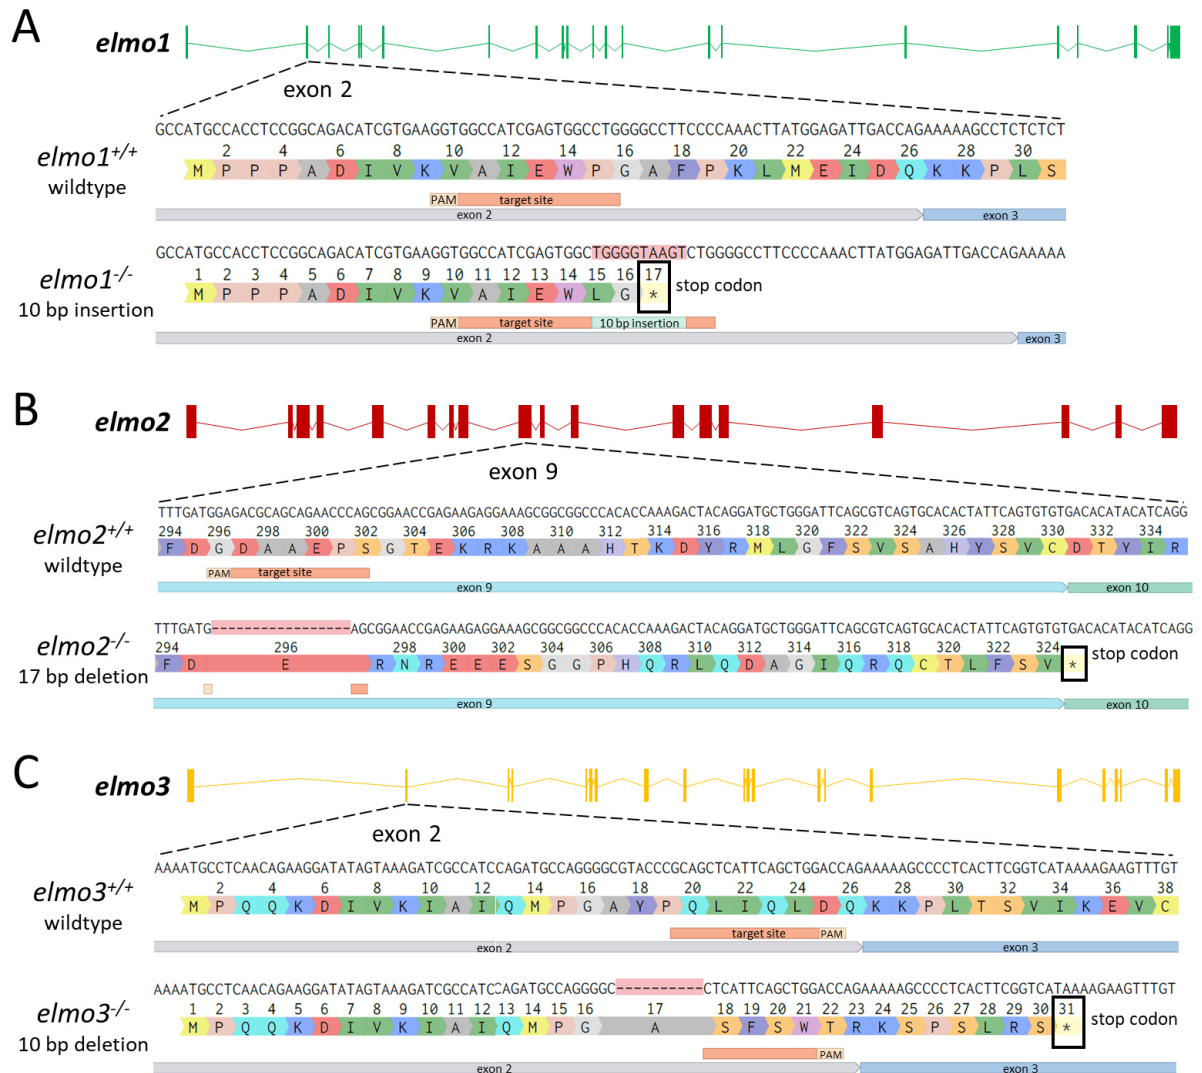 A
elmo1
exon 2
GCCATGCCACCTCCGGCAGACATCGTGAAGGTGGCCATCGAGTGGCCTGGGGCCTTCCCCAAACTTATGGAGATTGACCAGAAAAAGCCTCTCTCT
elmo1+/+
wildtype
2 4 6 8 10 12 14 16 18 20 22 24 26 28 30
M P P P A D I V K V A I E W P G A F P K L M E I D Q K K P L S
PAM target site
exon 2 exon 3
GCCATGCCACCTCCGGCAGACATCGTGAAGGTGGCCATCGAGTGGCTGGGGTAAGTCTGGGGCCTTCCCCAAACTTATGGAGATTGACCAGAAAAA
elmo1-/-
10 bp insertion
1 2 3 4 5 6 7 8 9 10 11 12 13 14 15 16 17
M P P P A D I V K V A I E W L G *
stop codon
PAM target site 10 bp insertion
exon 2 exon 3
B
elmo2
exon 9
TTTGATGGAGACGCAGCAGAACCCAGCGGAACCGAGAAGAGGAAAGCGGCGGCCCACACCAAAGACTACAGGATGCTGGGATTCAGCGTCAGTGCACACTATTCAGTGTGTGACACATACATCAGG
elmo2+/+
wildtype
294 296 298 300 302 304 306 308 310 312 314 316 318 320 322 324 326 328 330 332 334
F D G D A A E P S G T E K R K A A A H T K D Y R M L G F S V S A H Y S V C D T Y I R
PAM target site
exon 9 exon 10
TTTGATG-----------------AGCGGAACCGAGAAGAGGAAAGCGGCGGCCCACACCAAAGACTACAGGATGCTGGGATTCAGCGTCAGTGCACACTATTCAGTGTGTGACACATACATCAGG
elmo2-/-
17 bp deletion
294 296 298 300 302 304 306 308 310 312 314 316 318 320 322 324
F D E R N R E E E S G G P H Q R L Q D A G I Q R Q C T L F S V *
stop codon
exon 9 exon 10
C
elmo3
exon 2
AAAATGCCTCAACAGAAGGATATAGTAAAGATCGCCATCCAGATGCCAGGGGCGTACCCGCAGCTCATTCAGCTGGACCAGAAAAAGCCCCTCACTTCGGTCATAAAAGAAGTTTGT
elmo3+/+
wildtype
2 4 6 8 10 12 14 16 18 20 22 24 26 28 30 32 34 36 38
M P Q Q K D I V K I A I Q M P G A Y P Q L I Q L D Q K K P L T S V I K E V C
target site PAM
exon 2 exon 3
AAAATGCCTCAACAGAAGGATATAGTAAAGATCGCCATCCAGATGCCAGGGGC----------CTCATTCAGCTGGACCAGAAAAAGCCCCTCACTTCGGTCATAAAAGAAGTTTGT
elmo3-/-
10 bp deletion
1 2 3 4 5 6 7 8 9 10 11 12 13 14 15 16 17 18 19 20 21 22 23 24 25 26 27 28 29 30 31
M P Q Q K D I V K I A I Q M P G A S F S W T R K S P S L R S *
stop codon
PAM
exon 2 exon 3